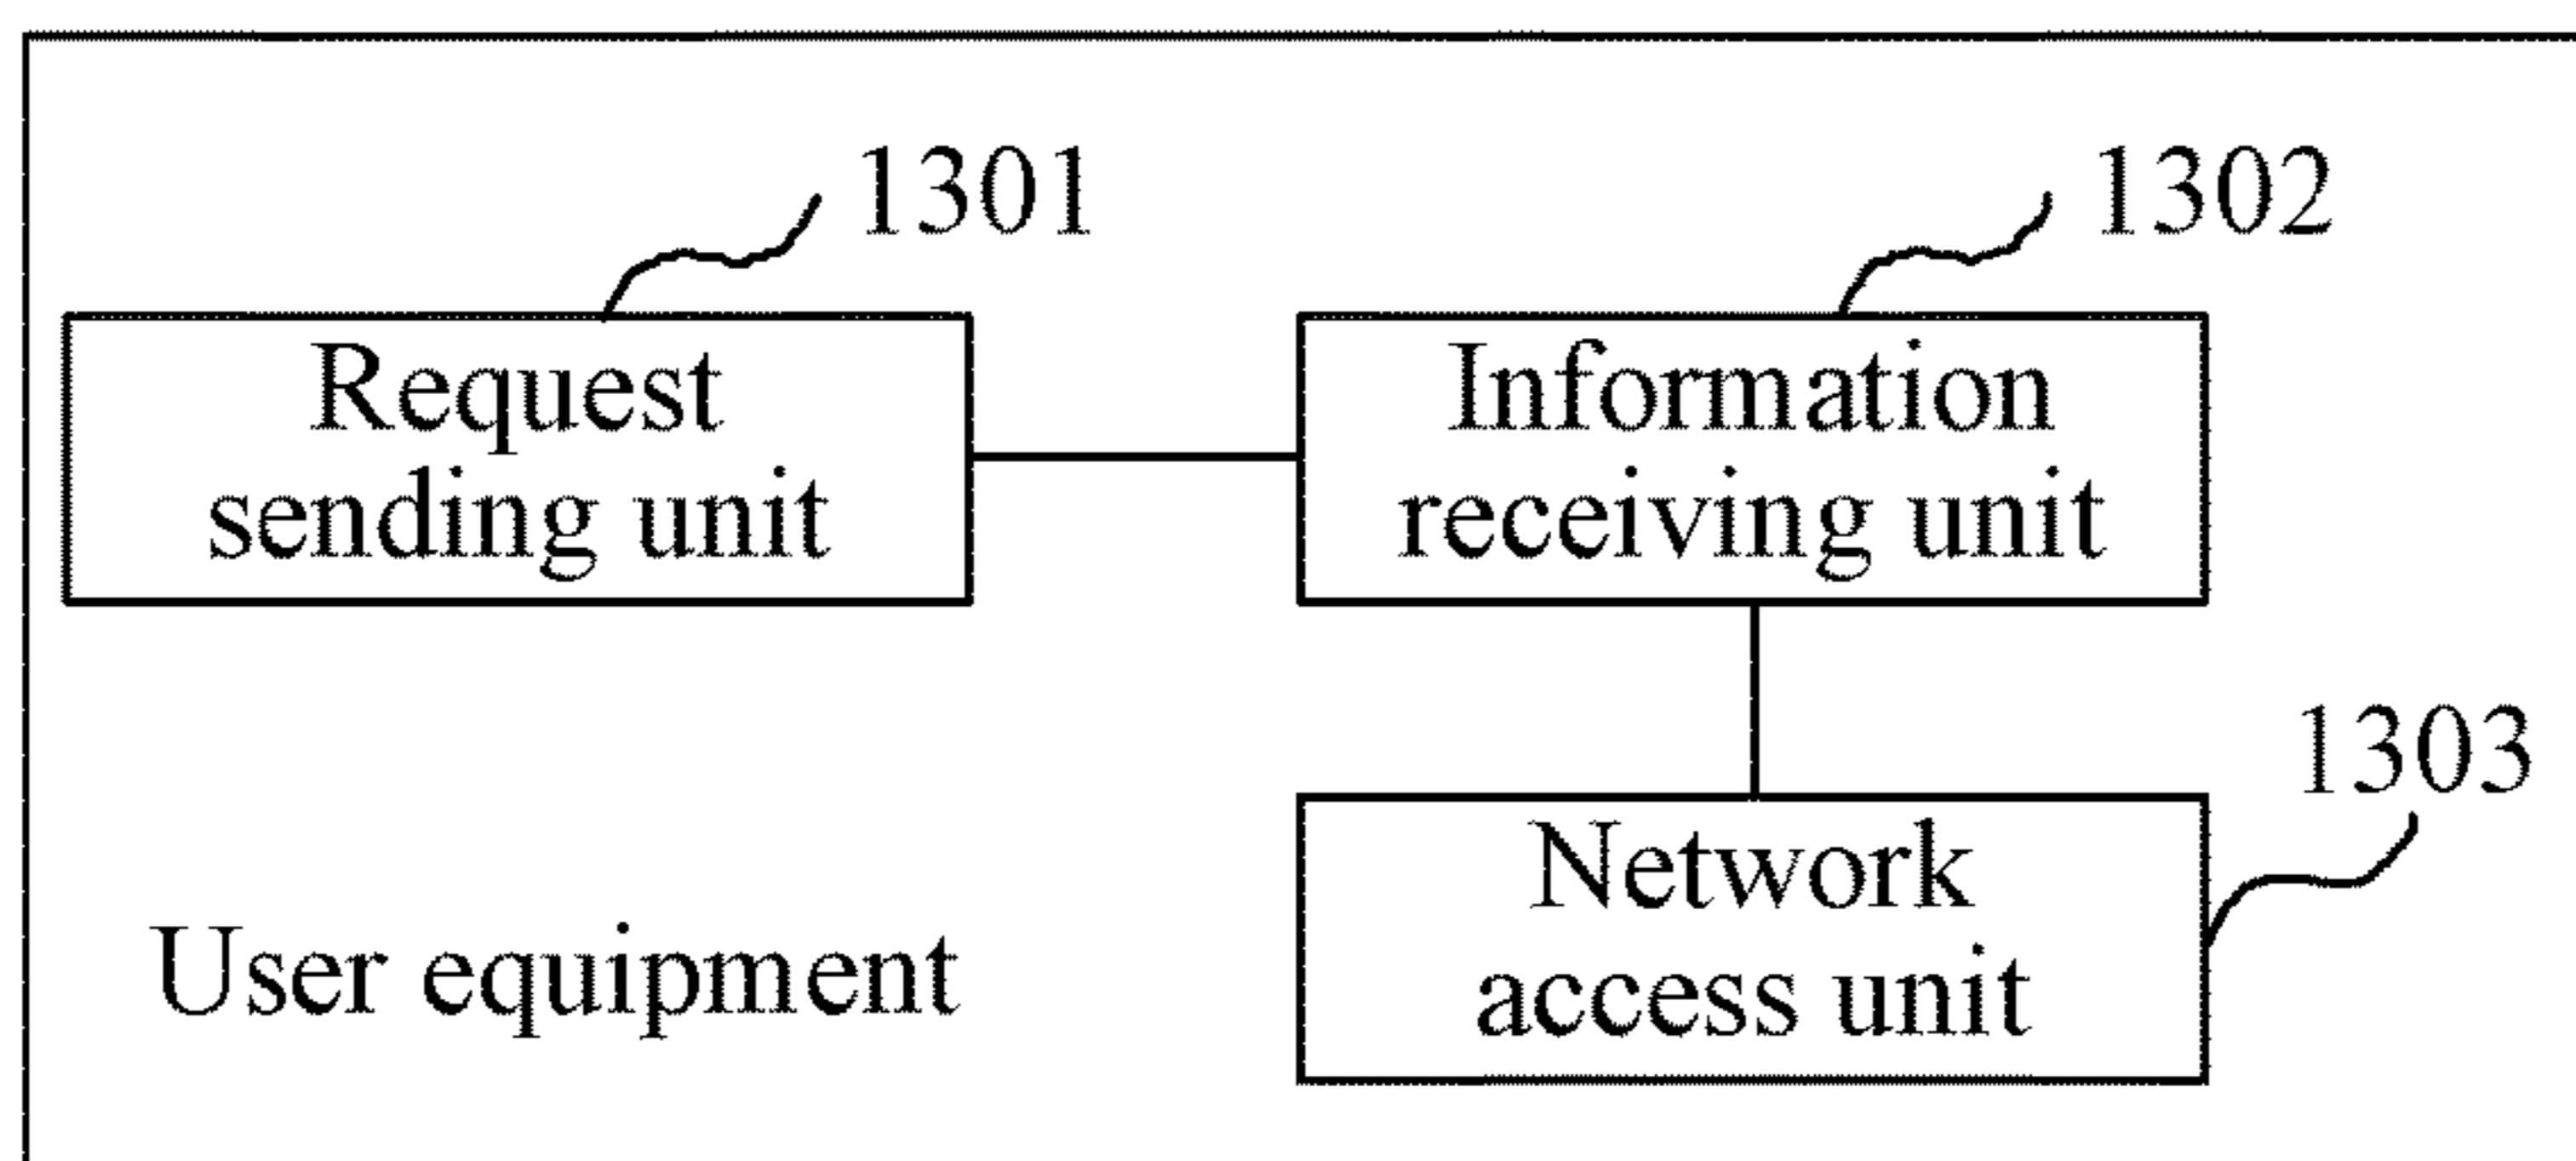 1301
1302
Request
sending unit
Information
receiving unit
1303
Network
access unit
User equipment